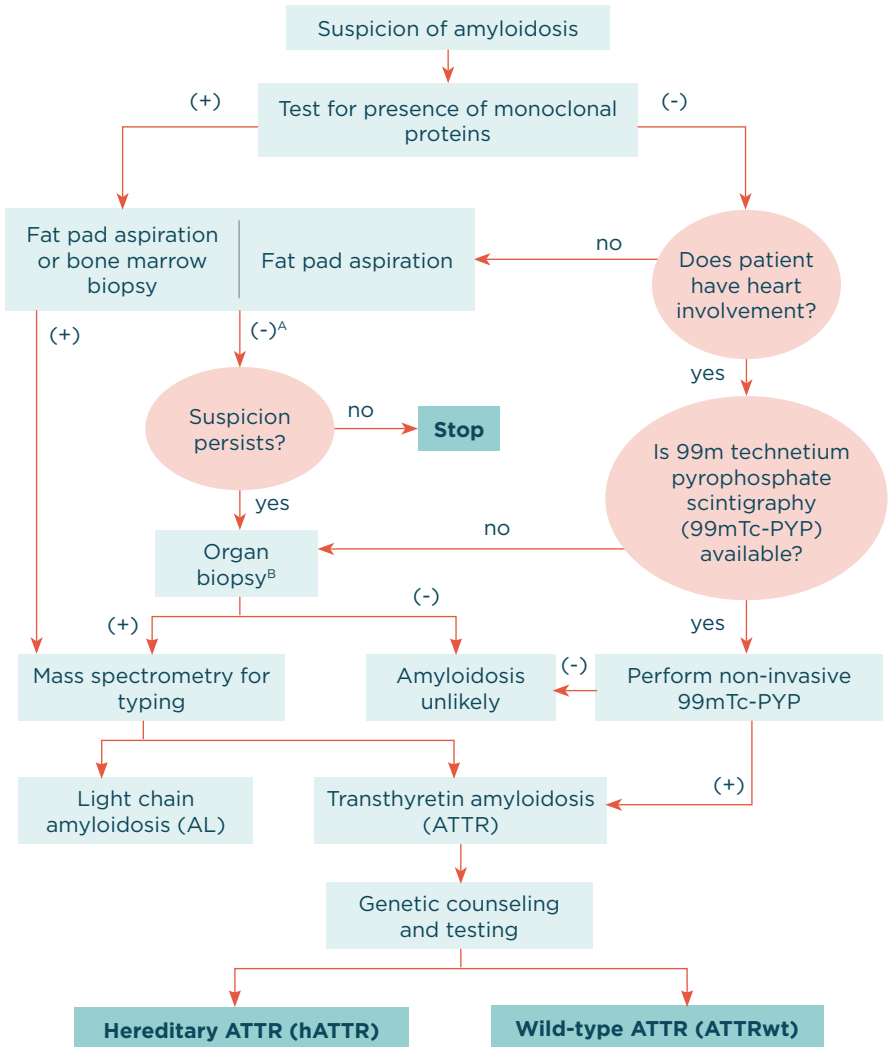 Suspicion of amyloidosis
(+)
Test for presence of monoclonal
proteins
(-)
Fat pad aspiration
or bone marrow
biopsy
Fat pad aspiration
no
Does patient
have heart
involvement?
(+)
(-)ᴬ
yes
Suspicion
persists?
no
Stop
Is 99m technetium
pyrophosphate
scintigraphy
(99mTc-PYP)
available?
yes
no
Organ
biopsyᴮ
(+)
(-)
yes
Mass spectrometry for
typing
Amyloidosis
unlikely
(-)
Perform non-invasive
99mTc-PYP
Light chain
amyloidosis (AL)
Transthyretin amyloidosis
(ATTR)
(+)
Genetic counseling
and testing
Hereditary ATTR (hATTR)
Wild-type ATTR (ATTRwt)